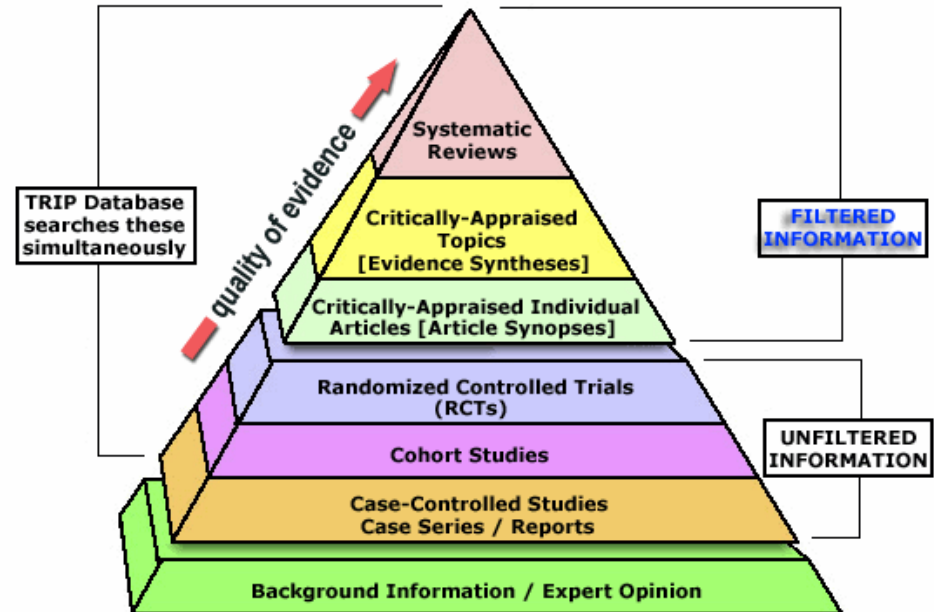 Systematic
Reviews
TRIP Database
searches these
simultaneously
quality of evidence
Critically-Appraised
Topics
[Evidence Syntheses]
FILTERED
INFORMATION
Critically-Appraised Individual
Articles [Article Synopses]
Randomized Controlled Trials
(RCTs)
Cohort Studies
UNFILTERED
INFORMATION
Case-Controlled Studies
Case Series / Reports
Background Information / Expert Opinion